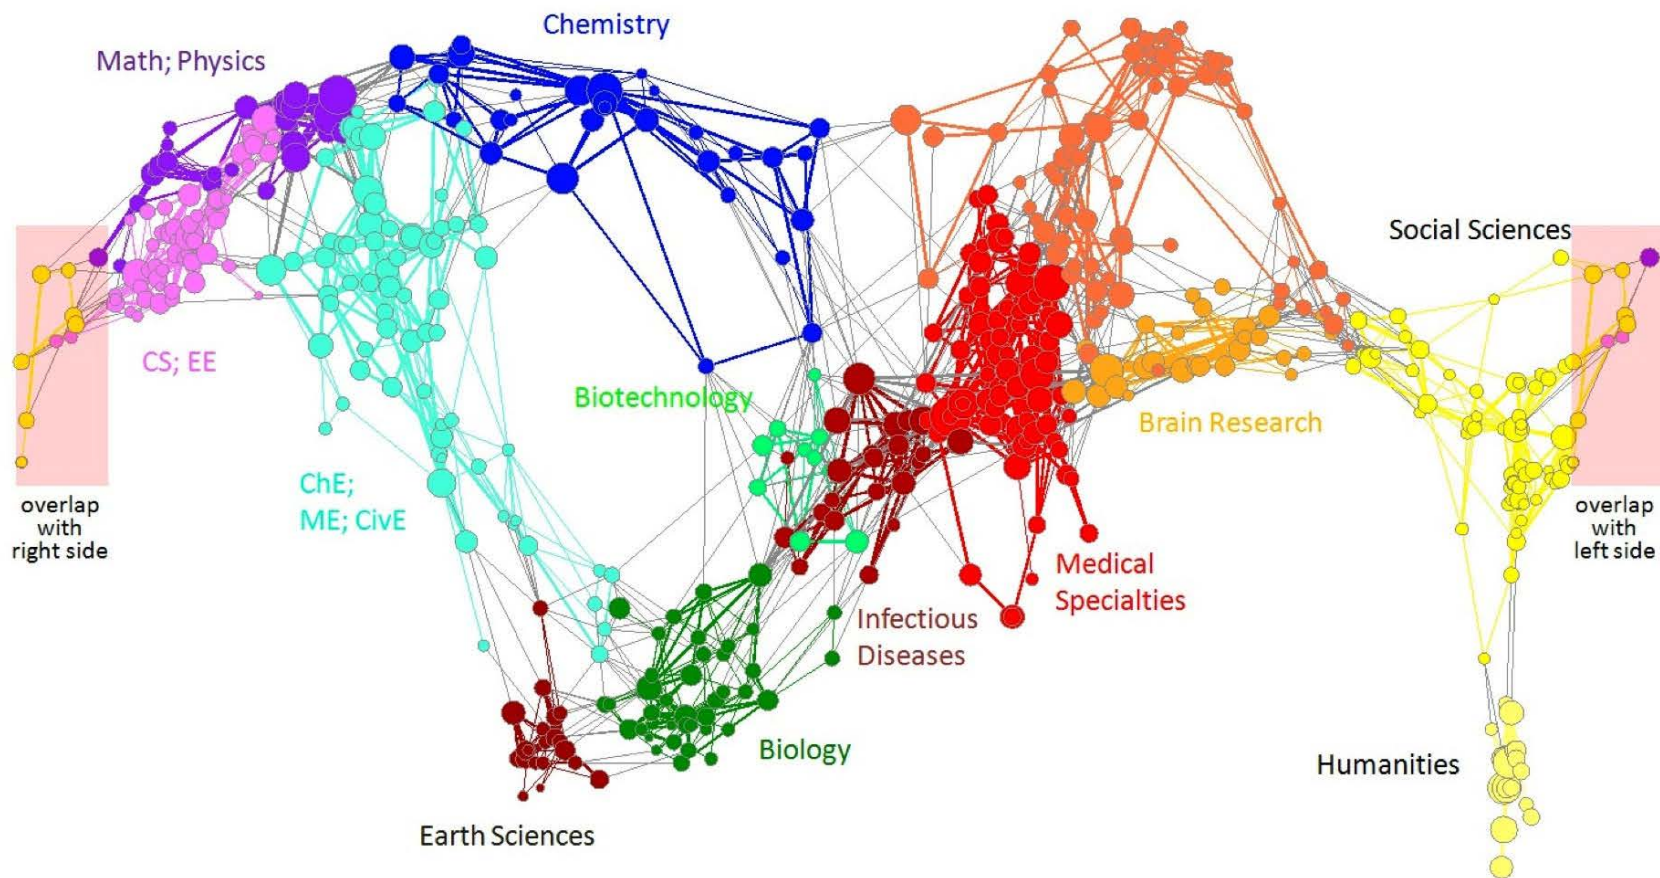 Chemistry
Math; Physics
Social Sciences
CS; EE
Biotechnology
Brain Research
ChE;
ME; CivE
overlap
with
right side
overlap
with
left side
Medical
Specialties
Infectious
Diseases
Biology
Humanities
Earth Sciences